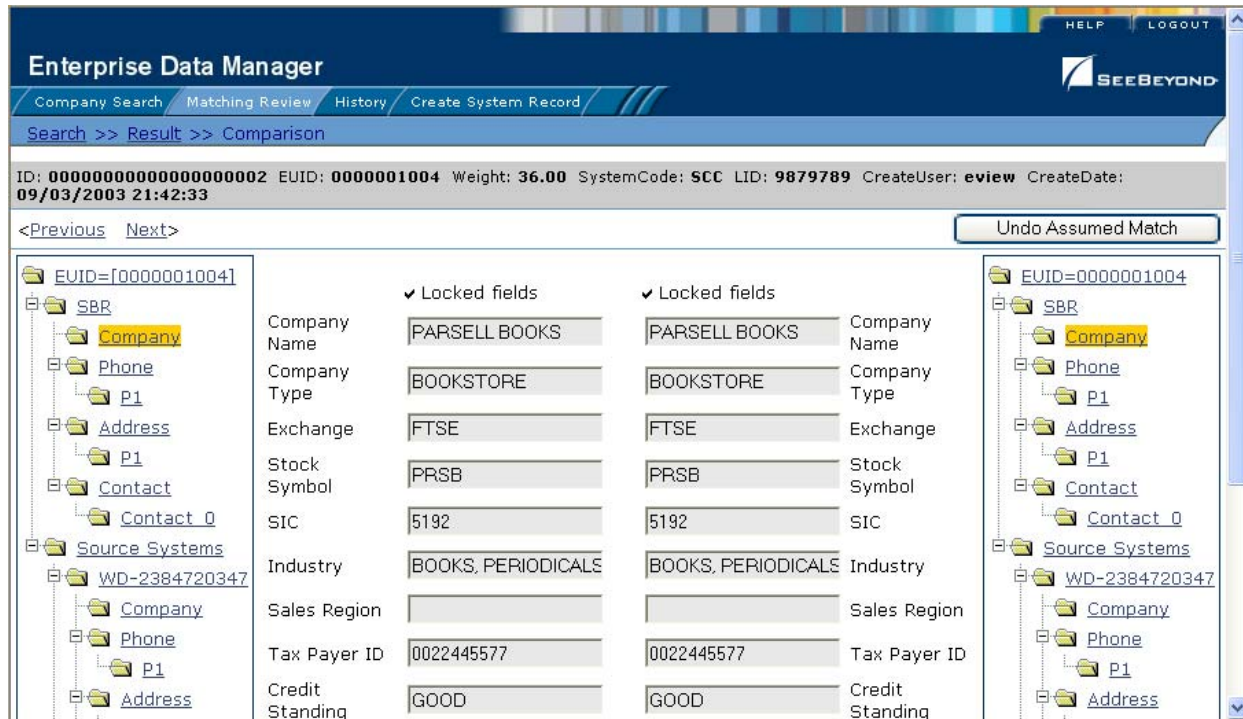 HELP LOGOUT
Enterprise Data Manager
SEEBEYOND
Company Search Matching Review History Create System Record
Search >> Result >> Comparison
ID: 00000000000000000002 EUID: 0000001004 Weight: 36.00 SystemCode: SCC LID: 9879789 CreateUser: eview CreateDate:
09/03/2003 21:42:33
<Previous Next>
Undo Assumed Match
EUID=[0000001004]
SBR
Company
Phone
P1
Address
P1
Contact
Contact_0
Source Systems
WD-2384720347
Company
Phone
P1
Address
✔ Locked fields ✔ Locked fields
Company Name PARSELL BOOKS PARSELL BOOKS Company Name
Company Type BOOKSTORE BOOKSTORE Company Type
Exchange FTSE FTSE Exchange
Stock Symbol PRSB PRSB Stock Symbol
SIC 5192 5192 SIC
Industry BOOKS, PERIODICALS BOOKS, PERIODICALS Industry
Sales Region Sales Region
Tax Payer ID 0022445577 0022445577 Tax Payer ID
Credit Standing GOOD GOOD Credit Standing
EUID=0000001004
SBR
Company
Phone
P1
Address
P1
Contact
Contact_0
Source Systems
WD-2384720347
Company
Phone
P1
Address